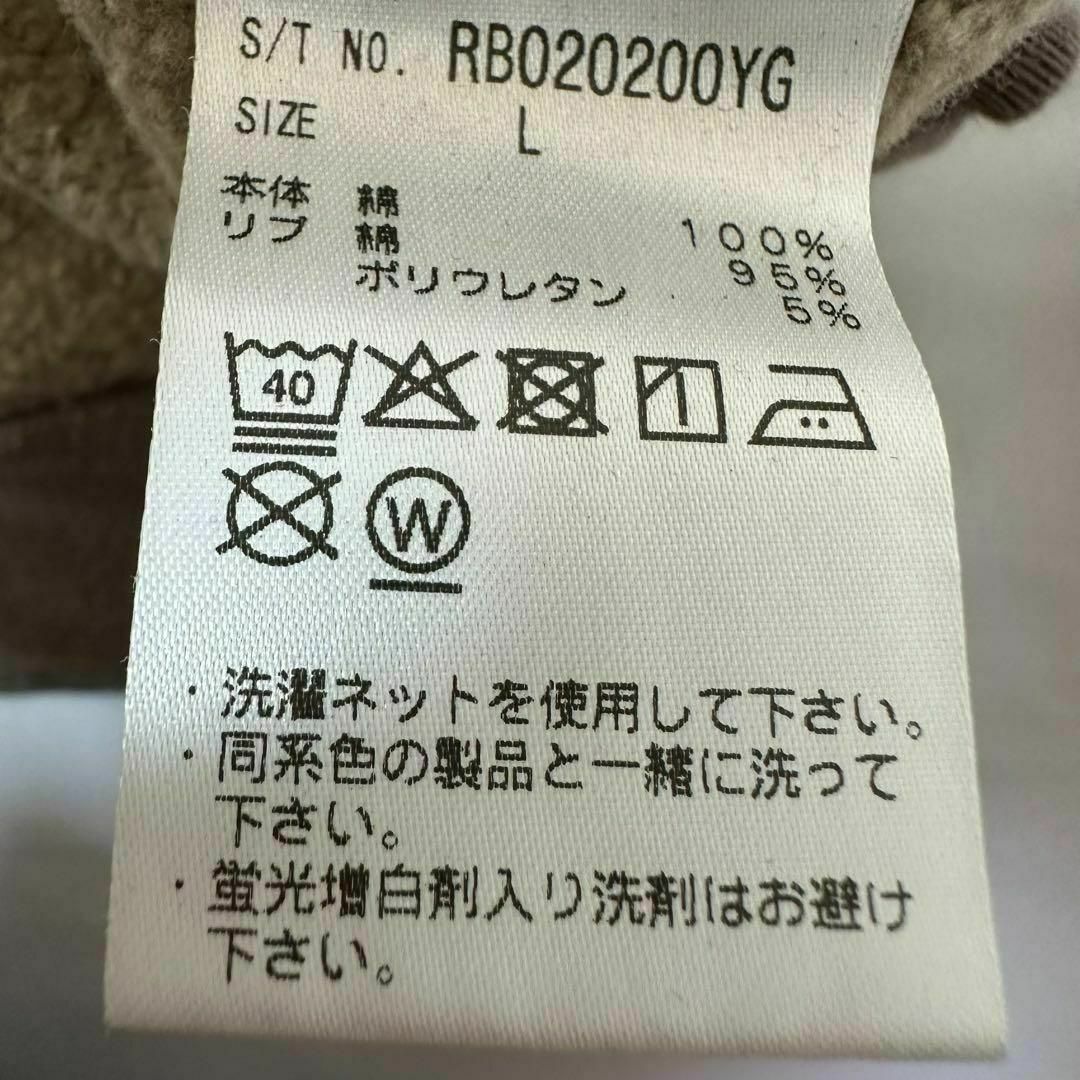 S/T NO. RB020200YG
SIZE L
本体 綿 100%
リブ 綿 95%
ポリウレタン 5%
40
W
・洗濯ネットを使用して下さい。
・同系色の製品と一緒に洗って
下さい。
・蛍光増白剤入り洗剤はお避け
下さい。